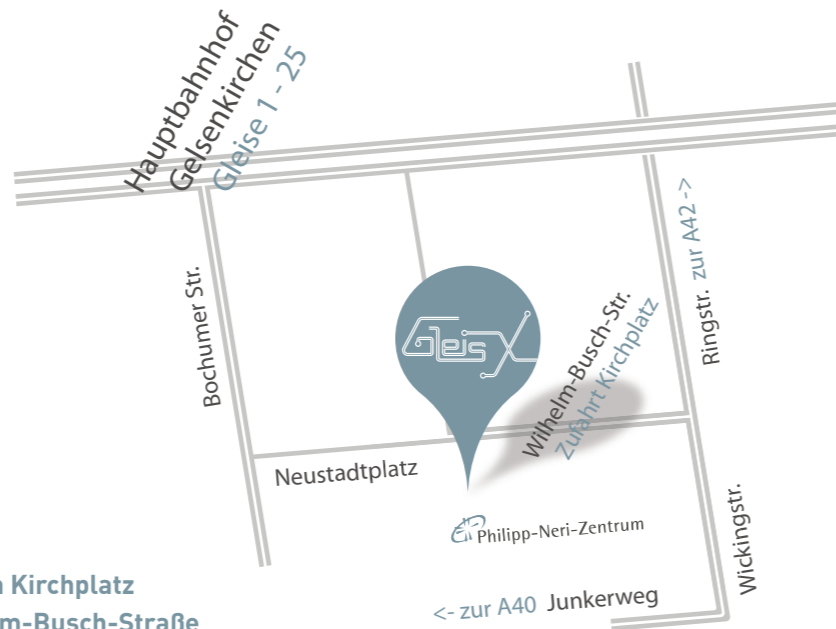 Hauptbahnhof
Gelsenkirchen
Gleise 1 - 25
Bochumer Str.
GleisX
Wilhelm-Busch-Str.
Zufahrt Kirchplatz
Ringstr. zur A42 ->
Neustadtplatz
Philipp-Neri-Zentrum
Wickingstr.
Kirchplatz
m-Busch-Straße
<- zur A40 Junkerweg